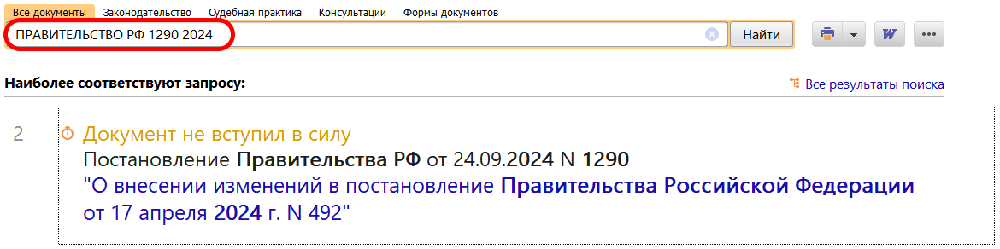 Все документы Законодательство Судебная практика Консультации Формы документов
ПРАВИТЕЛЬСТВО РФ 1290 2024 Найти W
Наиболее соответствуют запросу: Все результаты поиска
2 Документ не вступил в силу
Постановление Правительства РФ от 24.09.2024 N 1290
"О внесении изменений в постановление Правительства Российской Федерации
от 17 апреля 2024 г. N 492"